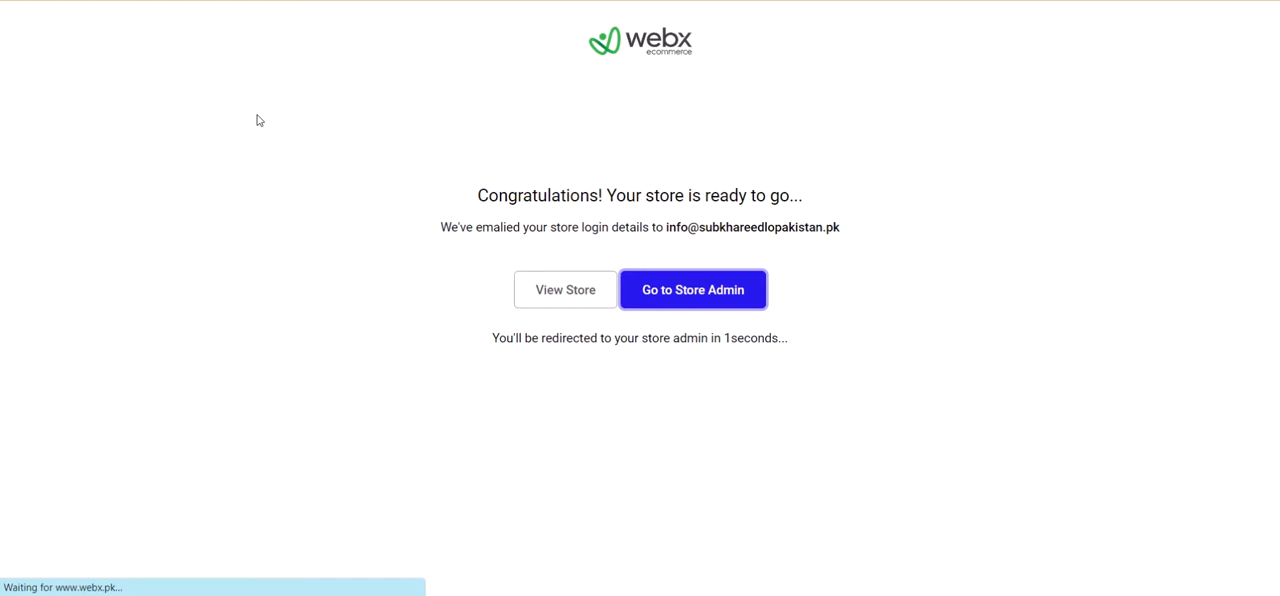 webx
ecommerce
Congratulations! Your store is ready to go...
We've emalied your store login details to info@subkhareedlopakistan.pk
View Store
Go to Store Admin
You'll be redirected to your store admin in 1seconds...
Waiting for www.webx.pk...